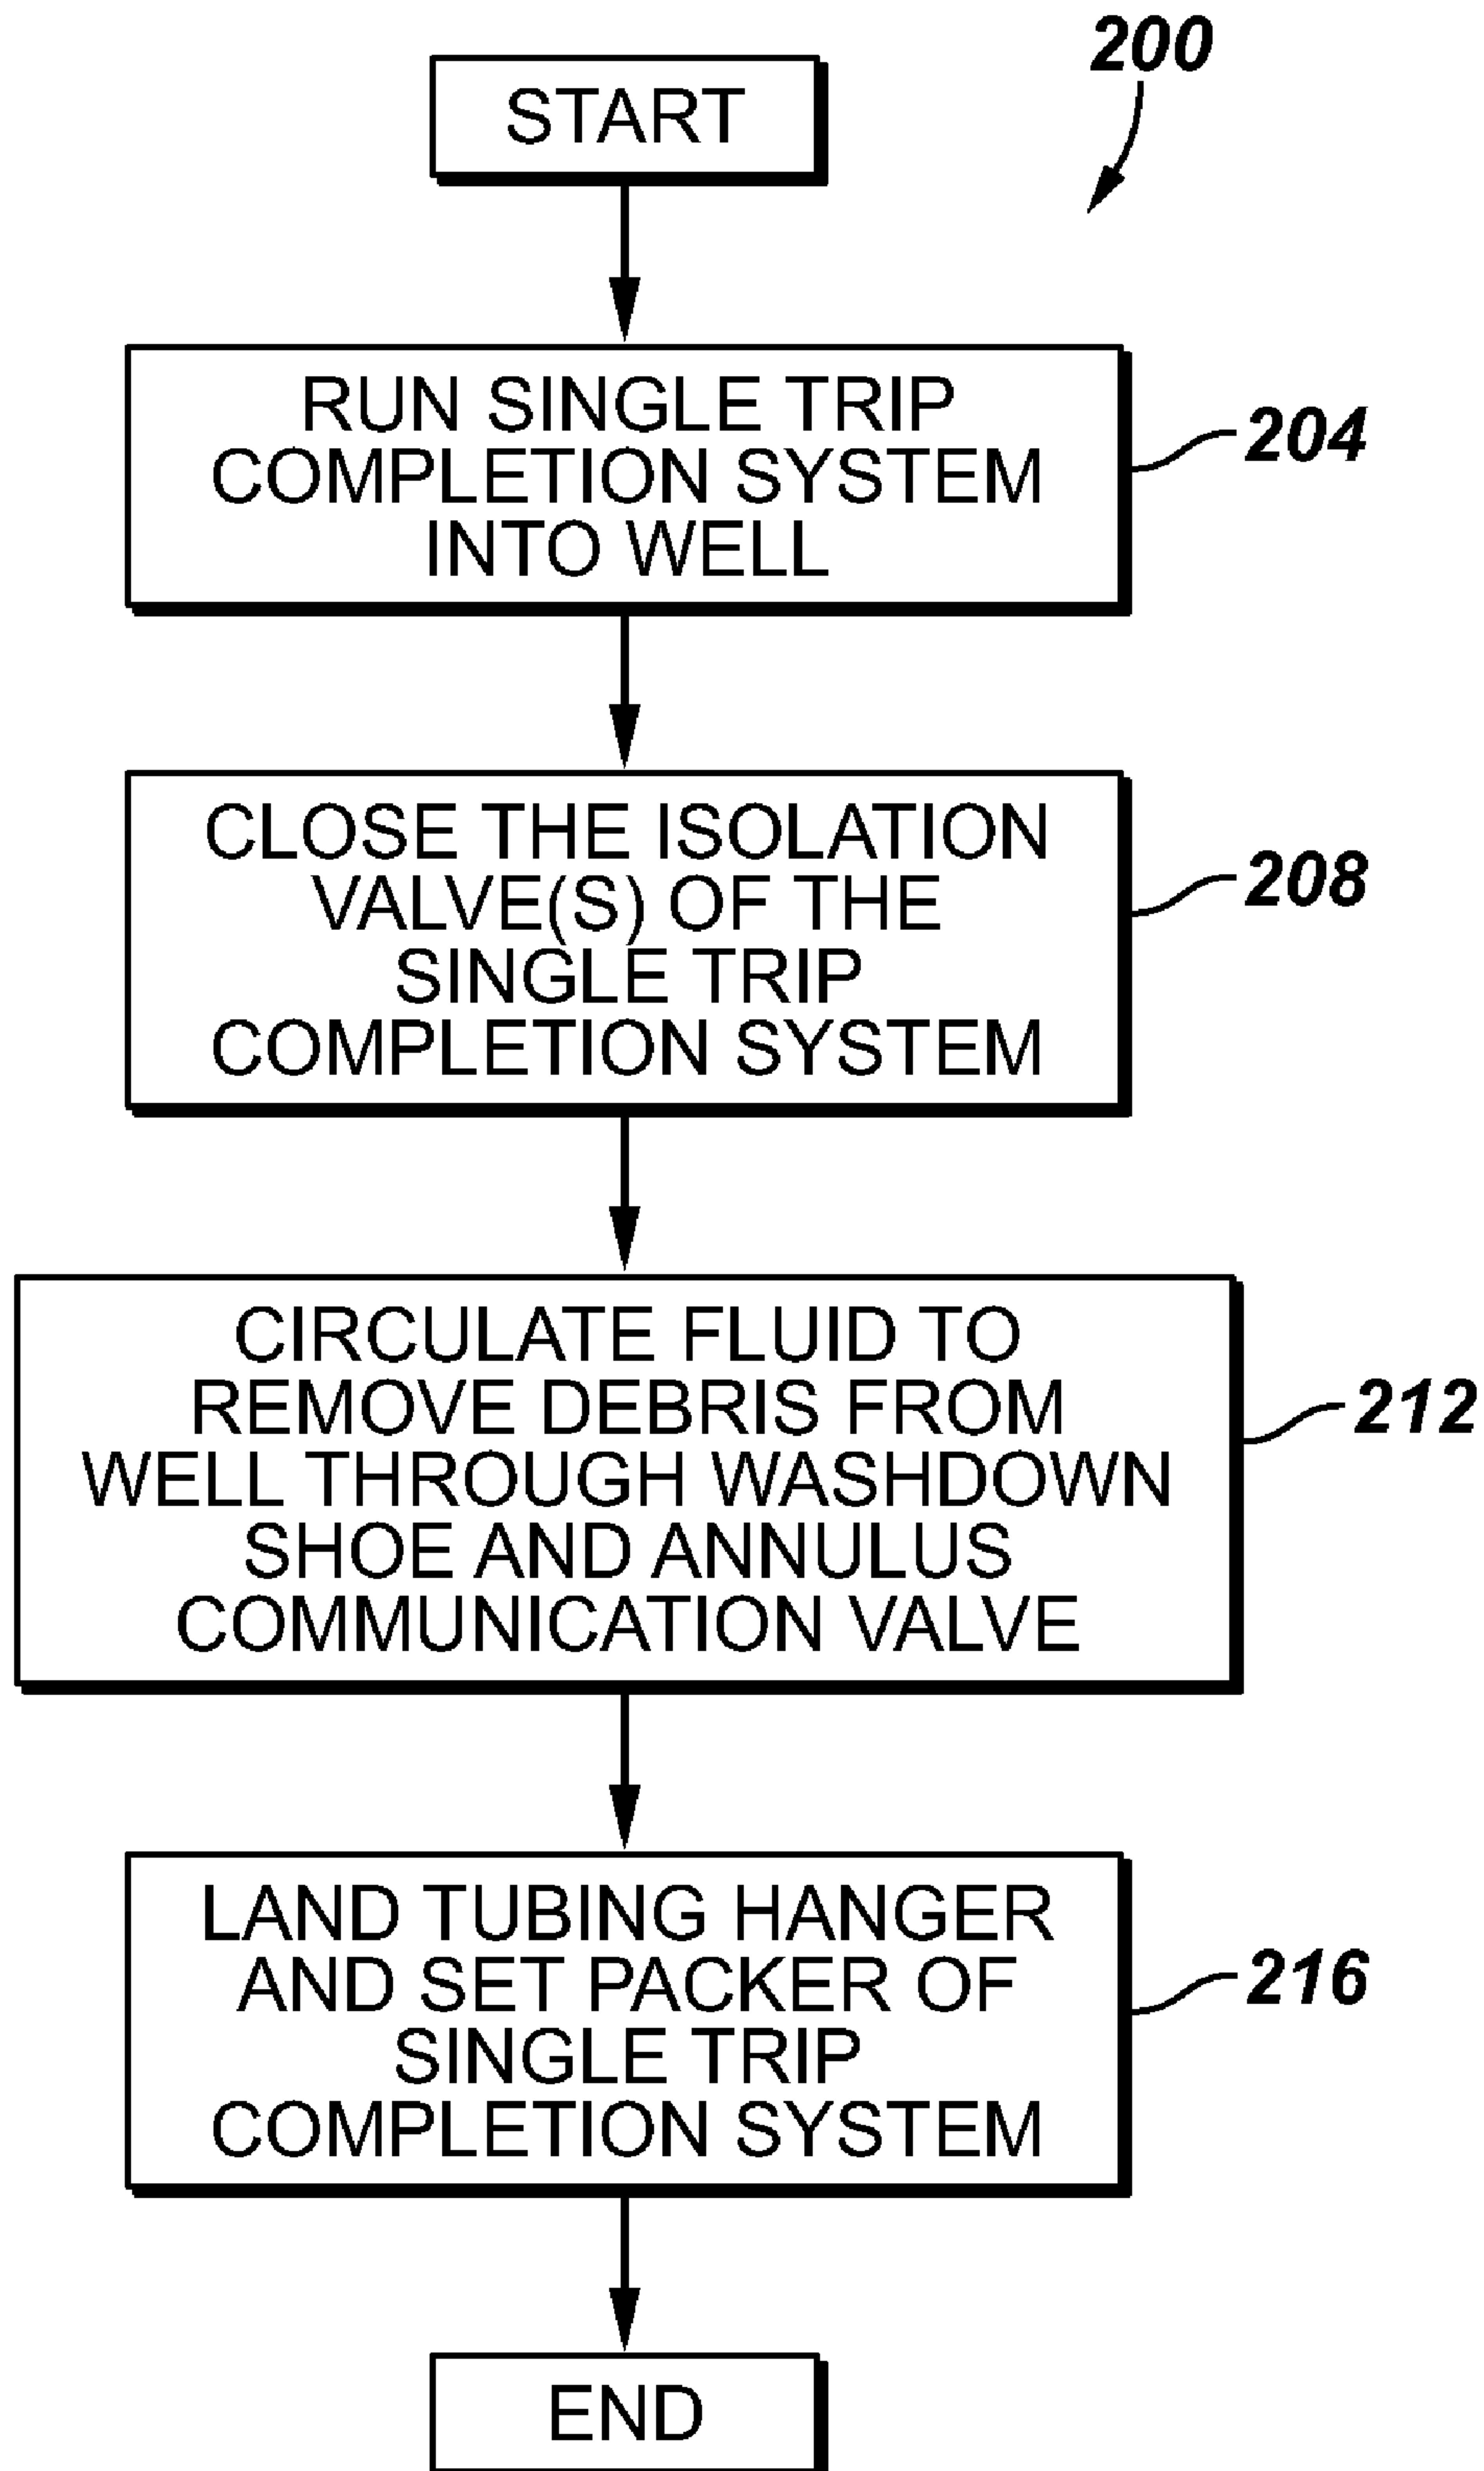 200
START
RUN SINGLE TRIP
COMPLETION SYSTEM
INTO WELL
204
CLOSE THE ISOLATION
VALVE(S) OF THE
SINGLE TRIP
COMPLETION SYSTEM
208
CIRCULATE FLUID TO
REMOVE DEBRIS FROM
WELL THROUGH WASHDOWN
SHOE AND ANNULUS
COMMUNICATION VALVE
212
LAND TUBING HANGER
AND SET PACKER OF
SINGLE TRIP
COMPLETION SYSTEM
216
END